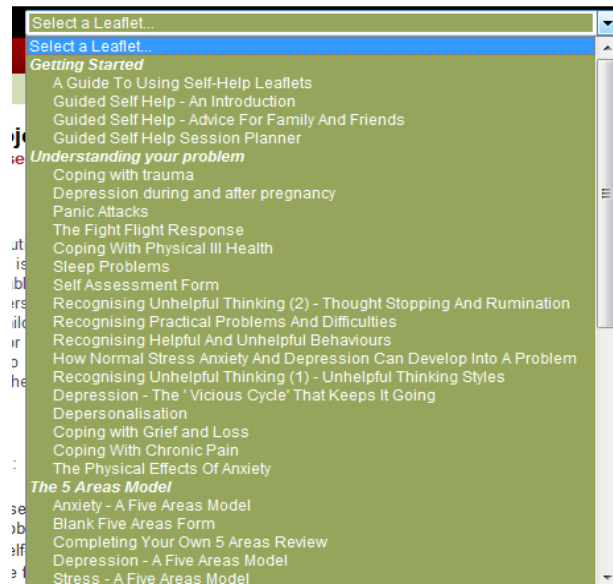 Select a Leaflet...
Select a Leaflet...
Getting Started
A Guide To Using Self-Help Leaflets
Guided Self Help - An Introduction
Guided Self Help - Advice For Family And Friends
Guided Self Help Session Planner
Understanding your problem
Coping with trauma
Depression during and after pregnancy
Panic Attacks
The Fight Flight Response
Coping With Physical Ill Health
Sleep Problems
Self Assessment Form
Recognising Unhelpful Thinking (2) - Thought Stopping And Rumination
Recognising Practical Problems And Difficulties
Recognising Helpful And Unhelpful Behaviours
How Normal Stress Anxiety And Depression Can Develop Into A Problem
Recognising Unhelpful Thinking (1) - Unhelpful Thinking Styles
Depression - The ' Vicious Cycle' That Keeps It Going
Depersonalisation
Coping with Grief and Loss
Coping With Chronic Pain
The Physical Effects Of Anxiety
The 5 Areas Model
Anxiety - A Five Areas Model
Blank Five Areas Form
Completing Your Own 5 Areas Review
Depression - A Five Areas Model
Stress - A Five Areas Model